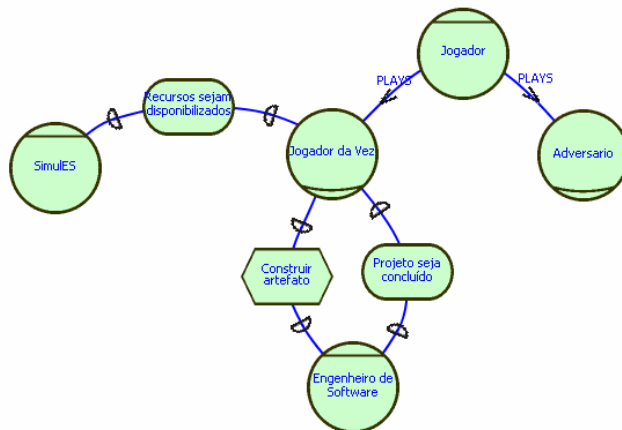 Jogador
PLAYS
PLAYS
Recursos sejam
disponibilizados
SimulES
Jogador da Vez
Adversario
Construir
artefato
Projeto seja
concluído
Engenheiro de
Software